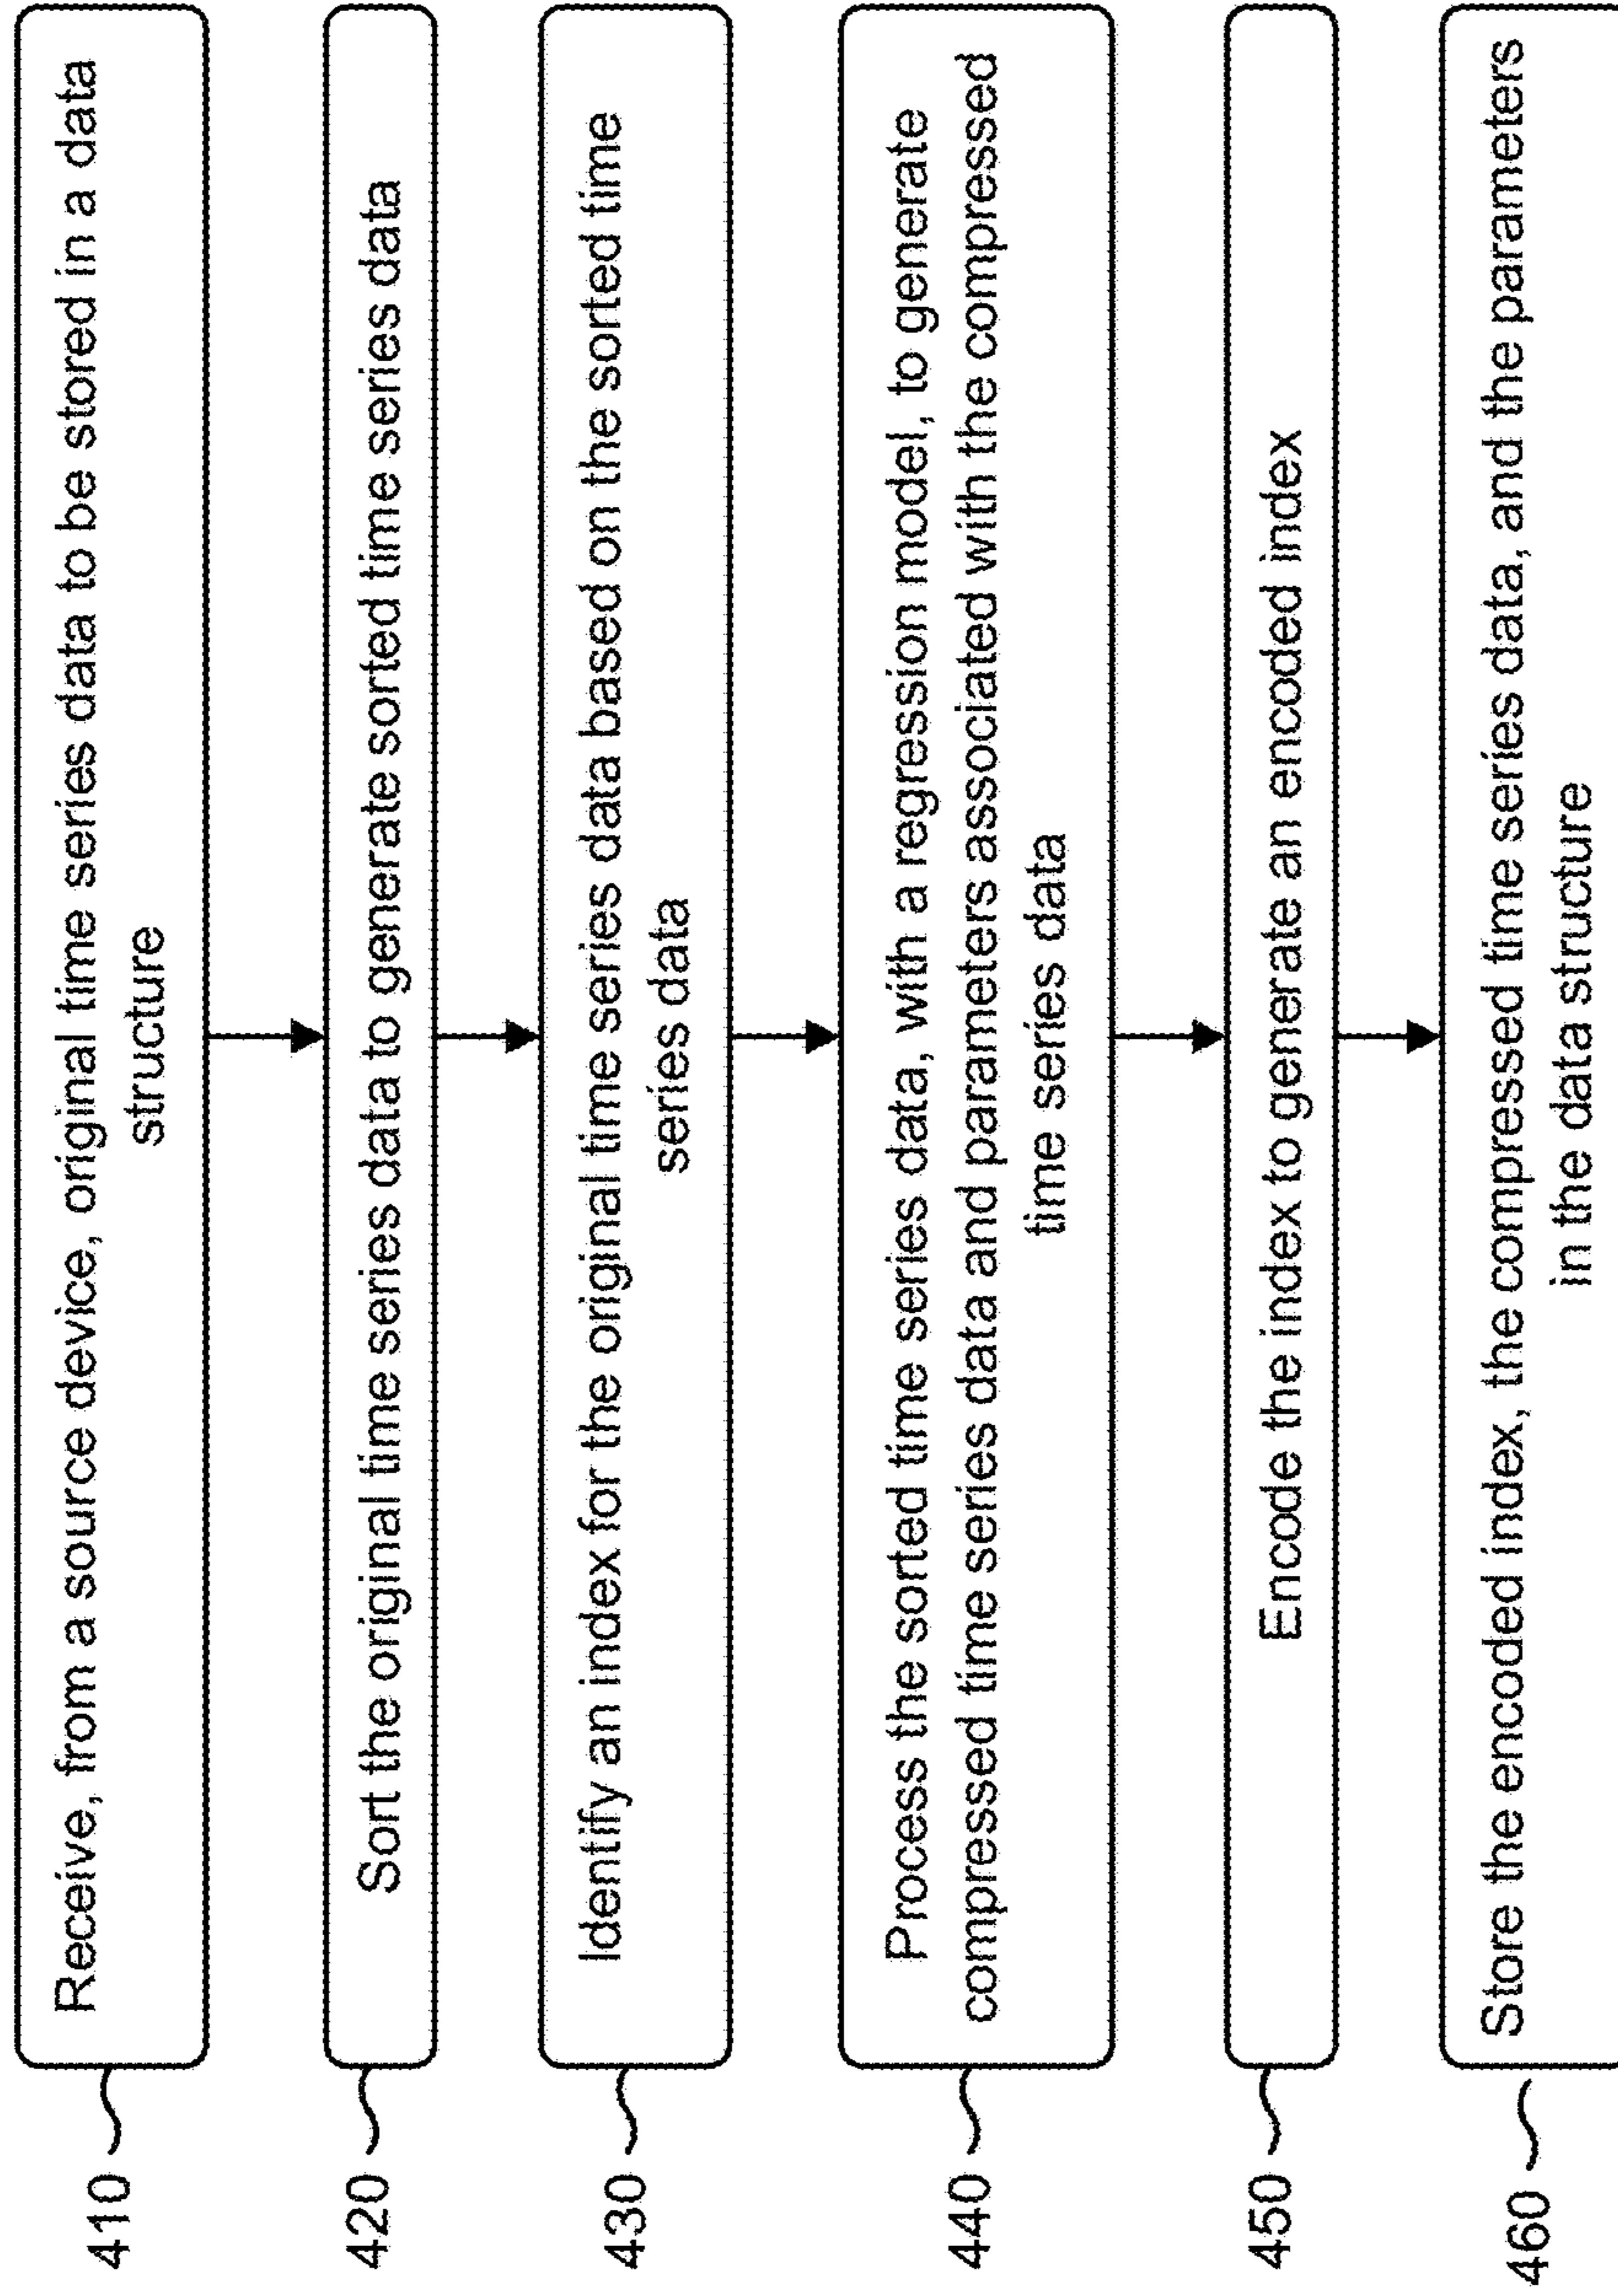 410
Receive, from a source device, original time series data to be stored in a data
structure
420
Sort the original time series data to generate sorted time series data
430
Identify an index for the original time series data based on the sorted time
series data
440
Process the sorted time series data, with a regression model, to generate
compressed time series data and parameters associated with the compressed
time series data
450
Encode the index to generate an encoded index
460
Store the encoded index, the compressed time series data, and the parameters
in the data structure